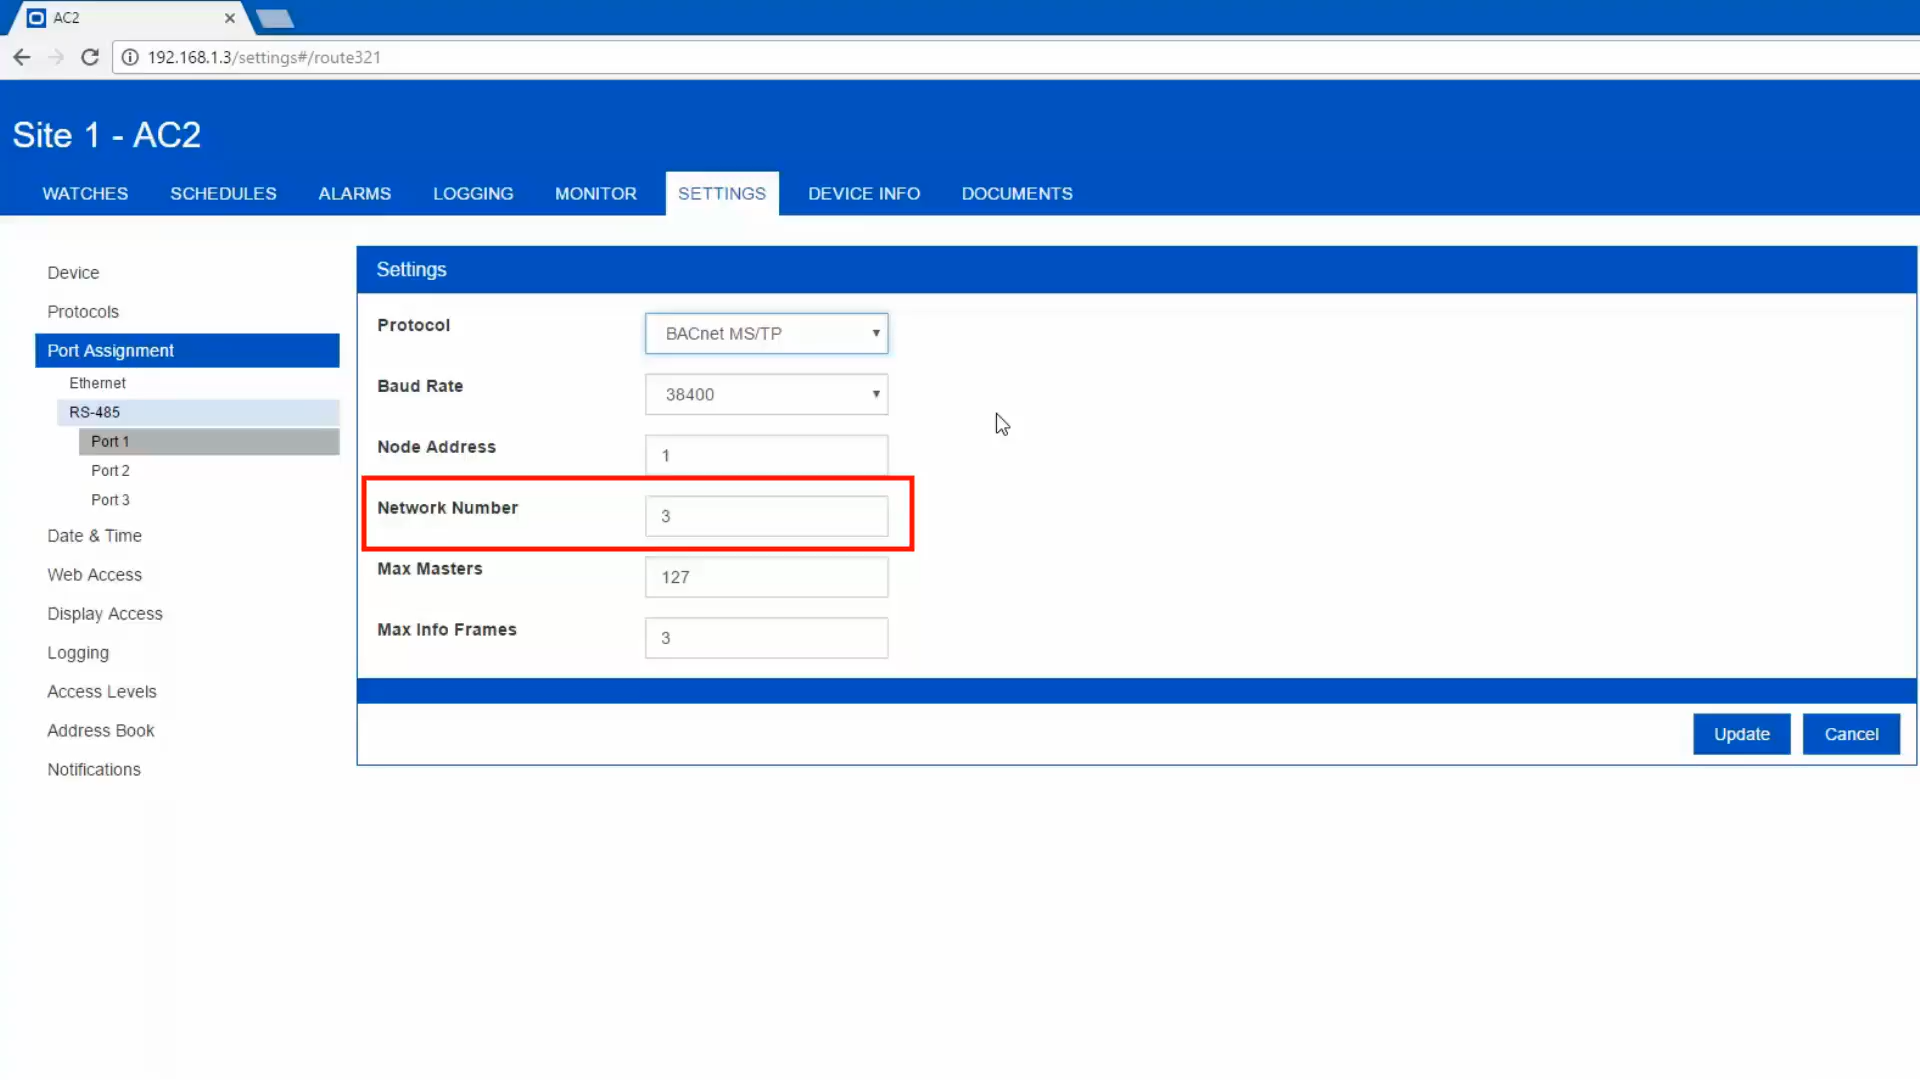 AC2
192.168.1.3/settings#/route321
Site 1 - AC2
WATCHES SCHEDULES ALARMS LOGGING MONITOR SETTINGS DEVICE INFO DOCUMENTS
Device
Protocols
Port Assignment
Ethernet
RS-485
Port 1
Port 2
Port 3
Date & Time
Web Access
Display Access
Logging
Access Levels
Address Book
Notifications
Settings
Protocol BACnet MS/TP
Baud Rate 38400
Node Address 1
Network Number 3
Max Masters 127
Max Info Frames 3
Update Cancel